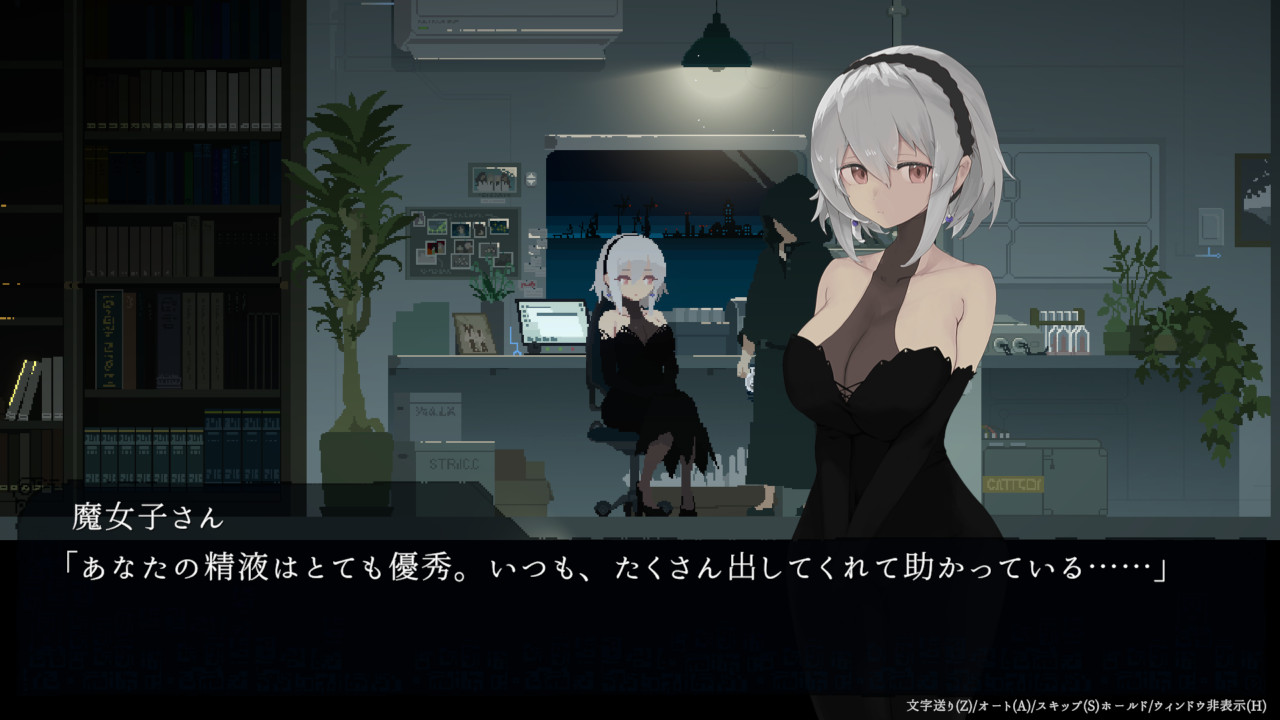 STRICC
CATTCOI
魔女子さん
「あなたの精液はとても優秀。いつも、たくさん出してくれて助かっている……」
文字送り(Z)/オート(A)/スキップ(S)ホールド/ウィンドウ非表示(H)